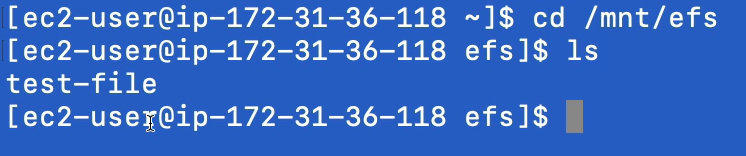 [ec2-user@ip-172-31-36-118 ~]$ cd /mnt/efs
[ec2-user@ip-172-31-36-118 efs]$ ls
test-file
[ec2-user@ip-172-31-36-118 efs]$